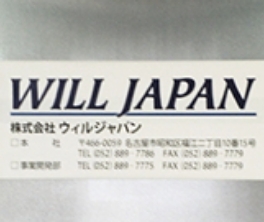 WILL JAPAN
株式会社 ウィルジャパン
□本 社 〒466-0059 名古屋市昭和区福江二丁目10番15号
TEL (052) 889・7786 FAX (052) 889・7779
□事業開発部 TEL (052) 889・7775 FAX (052) 889・7779